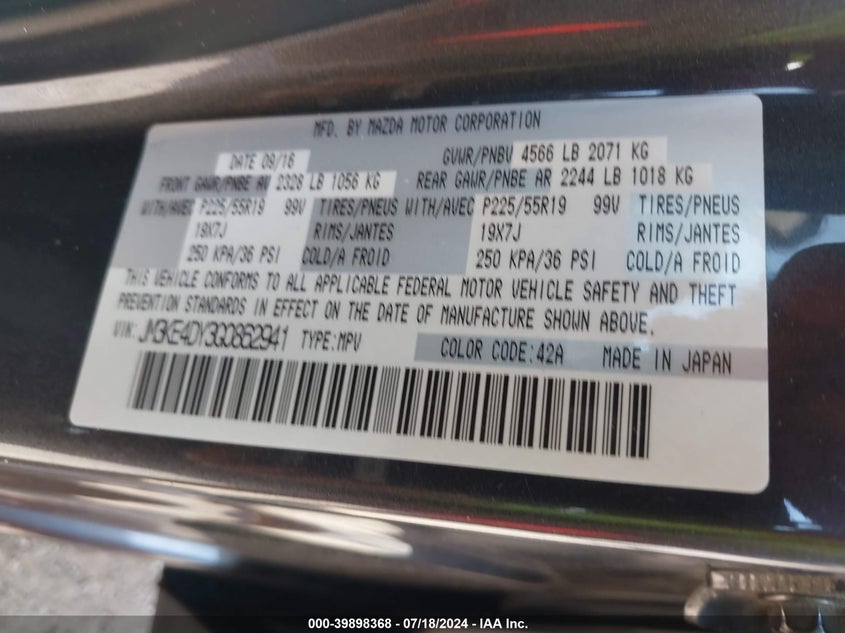 MFD. BY MAZDA MOTOR CORPORATION
DATE 09/16 GVWR/PNBV 4566 LB 2071 KG
FRONT GAWR/PNBE AV 2328 LB 1056 KG REAR GAWR/PNBE AR 2244 LB 1018 KG
WITH/AVEC P225/55R19 99V TIRES/PNEUS WITH/AVEC P225/55R19 99V TIRES/PNEUS
19X7J RIMS/JANTES 19X7J RIMS/JANTES
250 KPA/36 PSI COLD/A FROID 250 KPA/36 PSI COLD/A FROID
THIS VEHICLE CONFORMS TO ALL APPLICABLE FEDERAL MOTOR VEHICLE SAFETY AND THEFT
PREVENTION STANDARDS IN EFFECT ON THE DATE OF MANUFACTURE SHOWN ABOVE.
VIN: JM3KE4DY3G0862941 TYPE:MPV COLOR CODE:42A MADE IN JAPAN
000-39898368 - 07/18/2024 - IAA Inc.